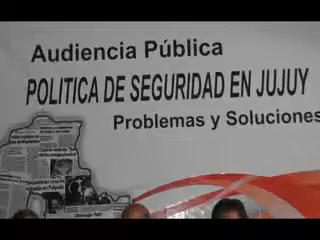 Audiencia Pública
POLITICA DE SEGURIDAD EN JUJUY
Problemas y Soluciones